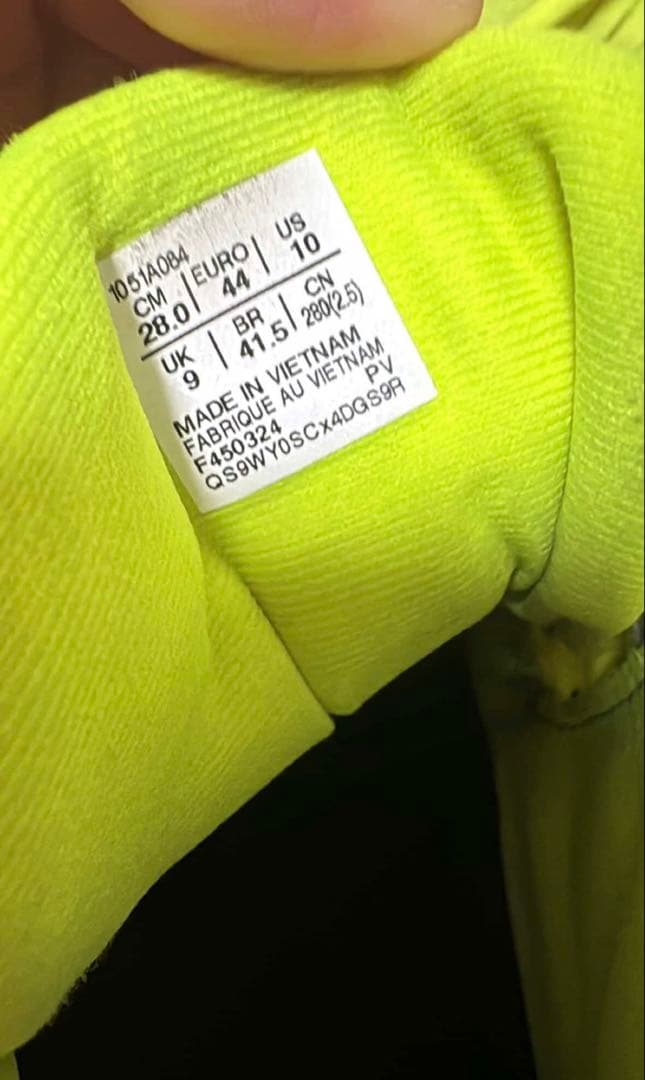 1051A084
CM | EURO | US
28.0 44 10
UK | BR | CN
9 41.5 280(2.5)
MADE IN VIETNAM
FABRIQUE AU VIETNAM
F450324 PV
QS9WY0SCx4DGS9R